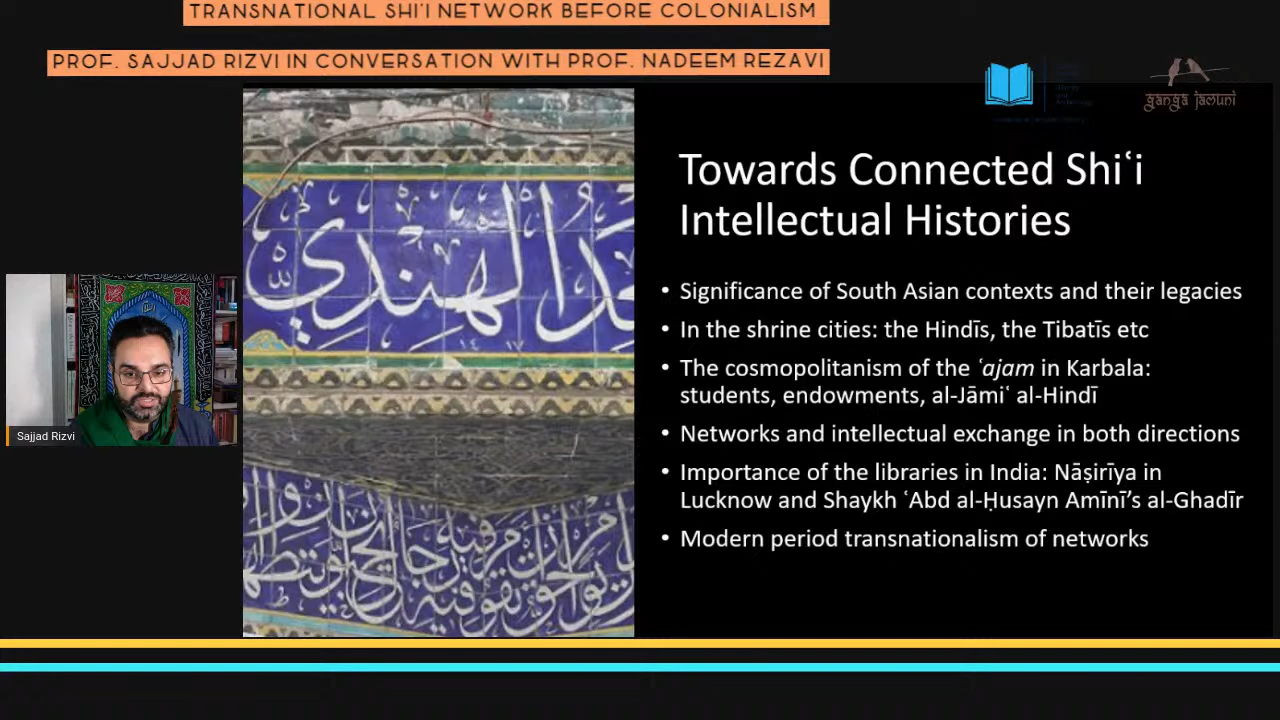 TRANSNATIONAL SHI'I NETWORK BEFORE COLONIALISM
PROF. SAJJAD RIZVI IN CONVERSATION WITH PROF. NADEEM REZAVI
ganga jamuni
Towards Connected Shiʿi
Intellectual Histories
• Significance of South Asian contexts and their legacies
• In the shrine cities: the Hindīs, the Tibatīs etc
• The cosmopolitanism of the ʿajam in Karbala:
students, endowments, al-Jāmiʿ al-Hindī
• Networks and intellectual exchange in both directions
• Importance of the libraries in India: Nāṣirīya in
Lucknow and Shaykh ʿAbd al-Ḥusayn Amīnī’s al-Ghadīr
• Modern period transnationalism of networks
الهِنْدِي
Sajjad Rizvi